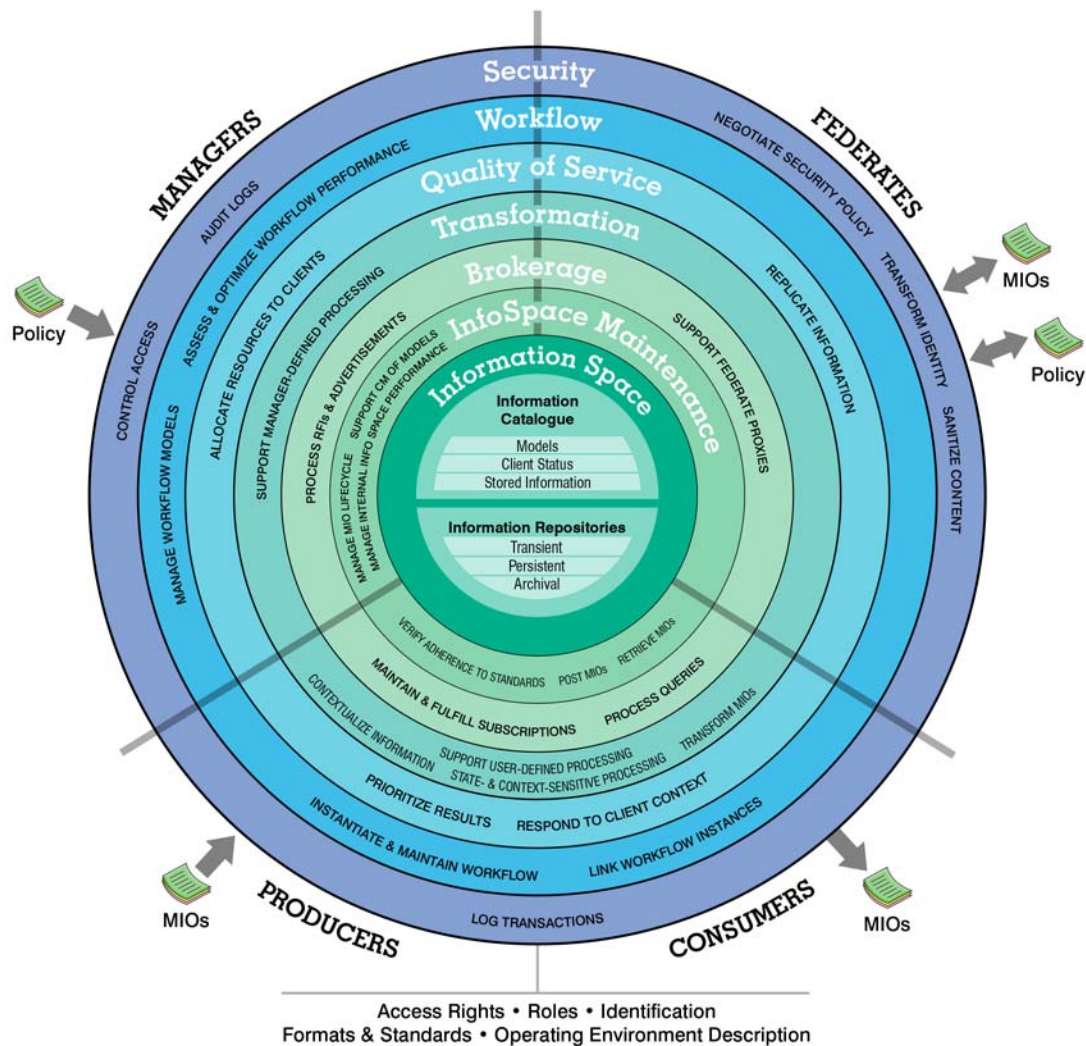 Security
Workflow
Quality of Service
Transformation
Brokerage
InfoSpace Maintenance
Information Space
Information
Catalogue
Models
Client Status
Stored Information
Information Repositories
Transient
Persistent
Archival
MANAGERS
AUDIT LOGS
CONTROL ACCESS
Policy
ASSESS & OPTIMIZE WORKFLOW PERFORMANCE
MANAGE WORKFLOW MODELS
ALLOCATE RESOURCES TO CLIENTS
SUPPORT MANAGER-DEFINED PROCESSING
PROCESS RFIs & ADVERTISEMENTS
SUPPORT CM OF MODELS
MANAGE MIO LIFECYCLE
MANAGE INTERNAL INFO SPACE PERFORMANCE
FEDERATES
NEGOTIATE SECURITY POLICY
TRANSFORM IDENTITY
SANITIZE CONTENT
MIOs
Policy
REPLICATE INFORMATION
SUPPORT FEDERATE PROXIES
VERIFY ADHERENCE TO STANDARDS
POST MIOs
RETRIEVE MIOs
MAINTAIN & FULFILL SUBSCRIPTIONS
PROCESS QUERIES
CONTEXTUALIZE INFORMATION
SUPPORT USER-DEFINED PROCESSING
STATE- & CONTEXT-SENSITIVE PROCESSING
TRANSFORM MIOs
PRIORITIZE RESULTS
RESPOND TO CLIENT CONTEXT
INSTANTIATE & MAINTAIN WORKFLOW
LINK WORKFLOW INSTANCES
LOG TRANSACTIONS
MIOs
PRODUCERS
CONSUMERS
MIOs
Access Rights • Roles • Identification
Formats & Standards • Operating Environment Description